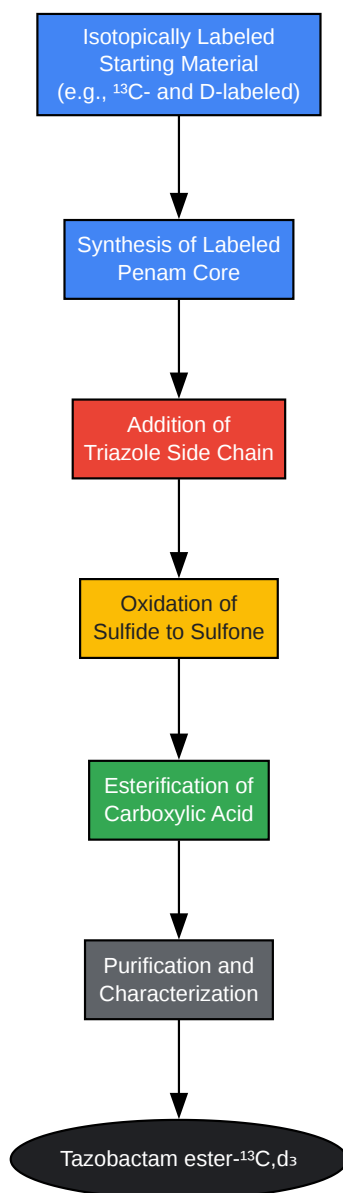 Isotopically Labeled
Starting Material
(e.g., ¹³C- and D-labeled)
Synthesis of Labeled
Penam Core
Addition of
Triazole Side Chain
Oxidation of
Sulfide to Sulfone
Esterification of
Carboxylic Acid
Purification and
Characterization
Tazobactam ester-¹³C,d₃